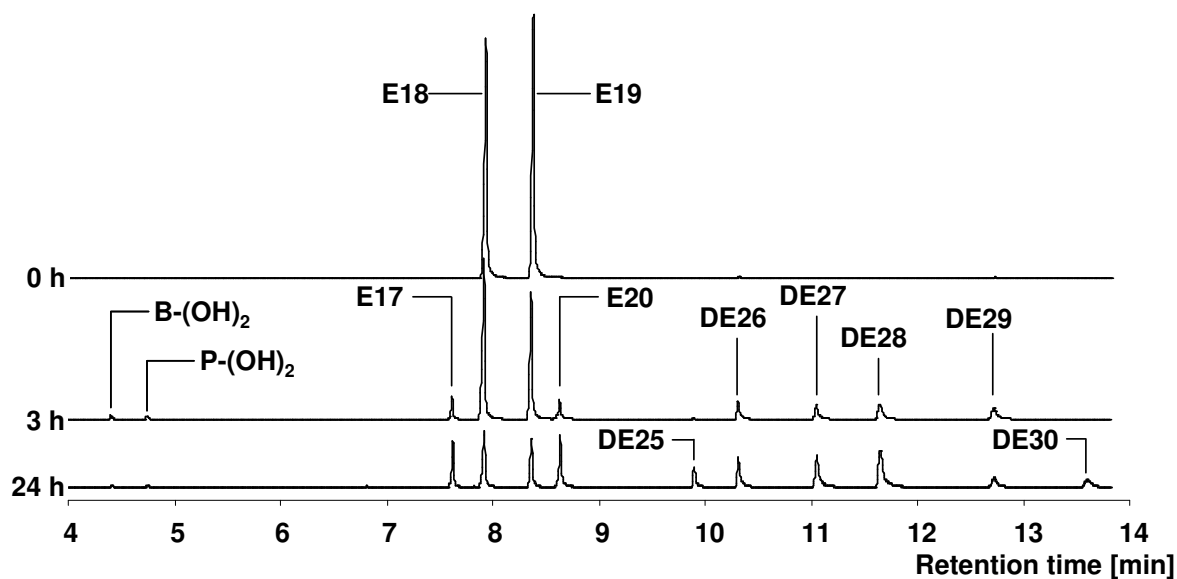 E18 E19
0 h
E17 E20 DE27
B-(OH)₂ DE26 DE29
P-(OH)₂ DE28
3 h
DE25 DE30
24 h
4 5 6 7 8 9 10 11 12 13 14
Retention time [min]